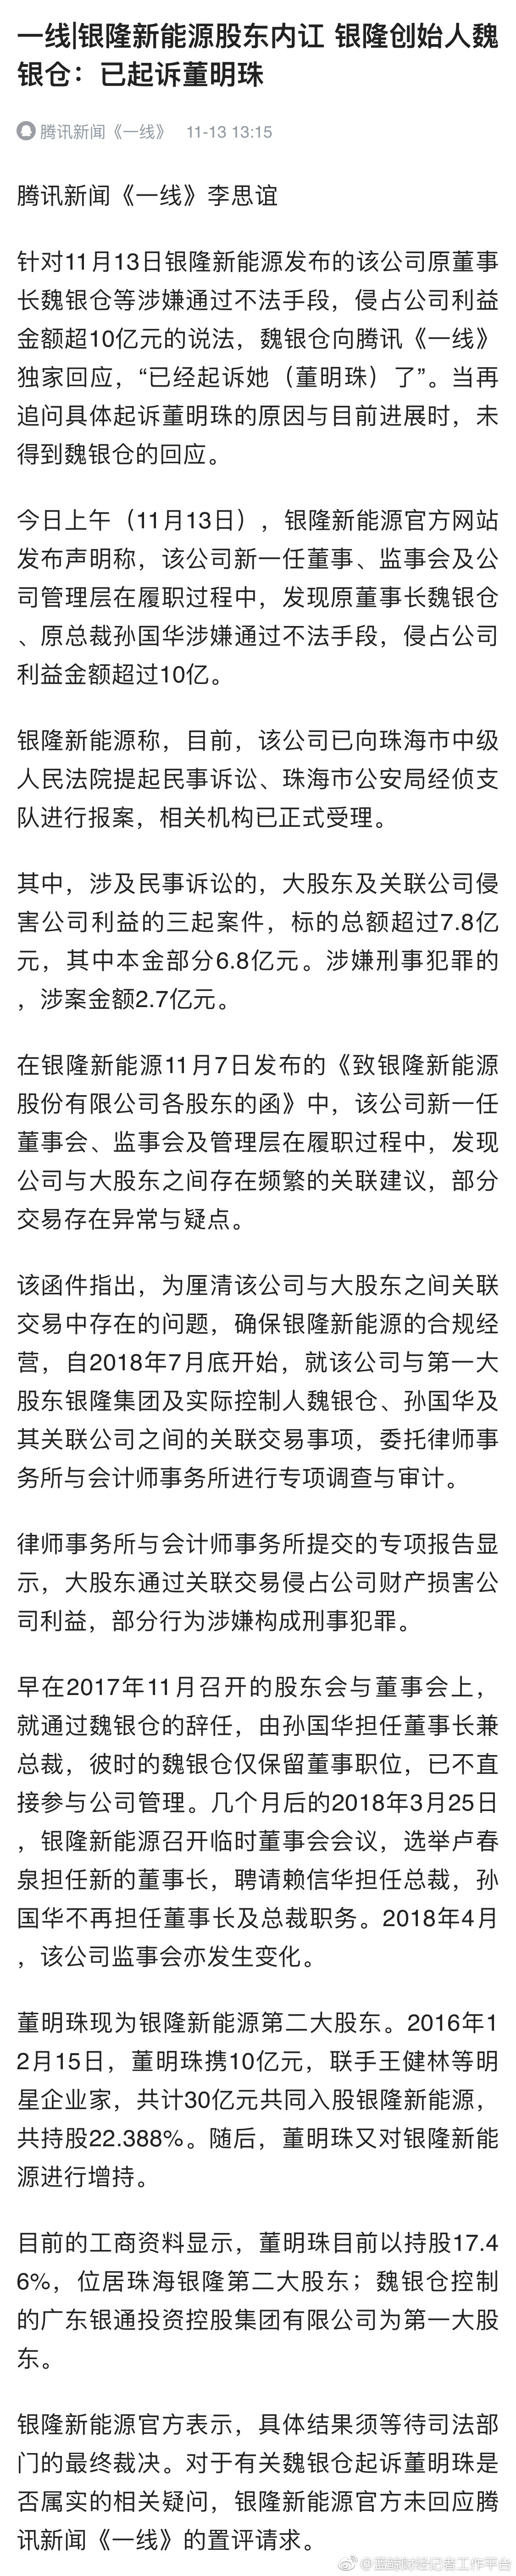 一线|银隆新能源股东内讧 银隆创始人魏
银仓：已起诉董明珠
腾讯新闻《一线》 11-13 13:15
腾讯新闻《一线》李思谊
针对11月13日银隆新能源发布的该公司原董事
长魏银仓等涉嫌通过不法手段，侵占公司利益
金额超10亿元的说法，魏银仓向腾讯《一线》
独家回应，“已经起诉她（董明珠）了”。当再
追问具体起诉董明珠的原因与目前进展时，未
得到魏银仓的回应。
今日上午（11月13日），银隆新能源官方网站
发布声明称，该公司新一任董事、监事会及公
司管理层在履职过程中，发现原董事长魏银仓
、原总裁孙国华涉嫌通过不法手段，侵占公司
利益金额超过10亿。
银隆新能源称，目前，该公司已向珠海市中级
人民法院提起民事诉讼、珠海市公安局经侦支
队进行报案，相关机构已正式受理。
其中，涉及民事诉讼的，大股东及关联公司侵
害公司利益的三起案件，标的总额超过7.8亿
元，其中本金部分6.8亿元。涉嫌刑事犯罪的
，涉案金额2.7亿元。
在银隆新能源11月7日发布的《致银隆新能源
股份有限公司各股东的函》中，该公司新一任
董事会、监事会及管理层在履职过程中，发现
公司与大股东之间存在频繁的关联建议，部分
交易存在异常与疑点。
该函件指出，为厘清该公司与大股东之间关联
交易中存在的问题，确保银隆新能源的合规经
营，自2018年7月底开始，就该公司与第一大
股东银隆集团及实际控制人魏银仓、孙国华及
其关联公司之间的关联交易事项，委托律师事
务所与会计师事务所进行专项调查与审计。
律师事务所与会计师事务所提交的专项报告显
示，大股东通过关联交易侵占公司财产损害公
司利益，部分行为涉嫌构成刑事犯罪。
早在2017年11月召开的股东会与董事会上，
就通过魏银仓的辞任，由孙国华担任董事长兼
总裁，彼时的魏银仓仅保留董事职位，已不直
接参与公司管理。几个月后的2018年3月25日
，银隆新能源召开临时董事会会议，选举卢春
泉担任新的董事长，聘请赖信华担任总裁，孙
国华不再担任董事长及总裁职务。2018年4月
，该公司监事会亦发生变化。
董明珠现为银隆新能源第二大股东。2016年1
2月15日，董明珠携10亿元，联手王健林等明
星企业家，共计30亿元共同入股银隆新能源，
共持股22.388%。随后，董明珠又对银隆新能
源进行增持。
目前的工商资料显示，董明珠目前以持股17.4
6%，位居珠海银隆第二大股东；魏银仓控制
的广东银通投资控股集团有限公司为第一大股
东。
银隆新能源官方表示，具体结果须等待司法部
门的最终裁决。对于有关魏银仓起诉董明珠是
否属实的相关疑问，银隆新能源官方未回应腾
讯新闻《一线》的置评请求。
@蓝鲸财经记者工作平台